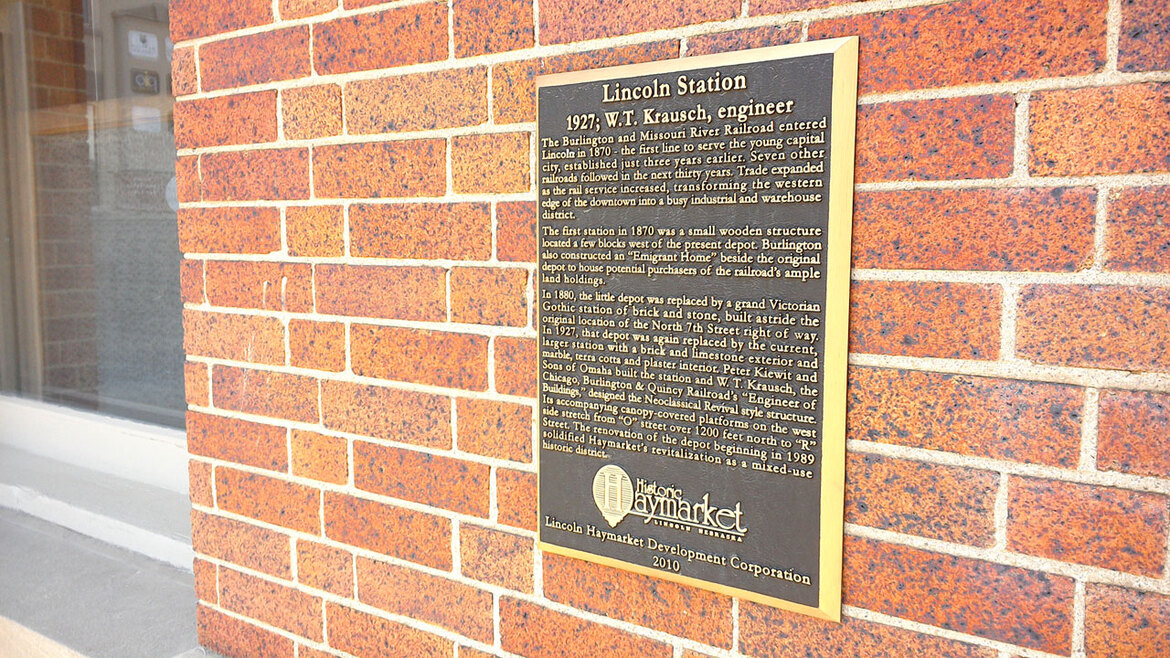 Lincoln Station
1927; W.T. Krausch, engineer
The Burlington and Missouri River Railroad entered
Lincoln in 1870 - the first line to serve the young capital
city, established just three years earlier. Seven other
railroads followed in the next thirty years. Trade expanded
as the rail service increased, transforming the western
edge of the downtown into a busy industrial and warehouse
district.
The first station in 1870 was a small wooden structure
located a few blocks west of the present depot. Burlington
also constructed an "Emigrant Home" beside the original
depot to house potential purchasers of the railroad's ample
land holdings.
In 1880, the little depot was replaced by a grand Victorian
Gothic station of brick and stone, built astride the
original location of the North 7th Street right of way.
In 1927, that depot was again replaced by the current,
larger station with a brick and limestone exterior and
marble, terra cotta and plaster interior. Peter Kiewit and
Sons of Omaha built the station and W. T. Krausch, the
Chicago, Burlington & Quincy Railroad's "Engineer of
Buildings," designed the Neoclassical Revival style structure.
Its accompanying canopy-covered platforms on the west
side stretch from "O" street over 1200 feet north to "R"
Street. The renovation of the depot beginning in 1989
solidified Haymarket's revitalization as a mixed-use
historic district.
Historic
Haymarket
LINCOLN NEBRASKA
Lincoln Haymarket Development Corporation
2010